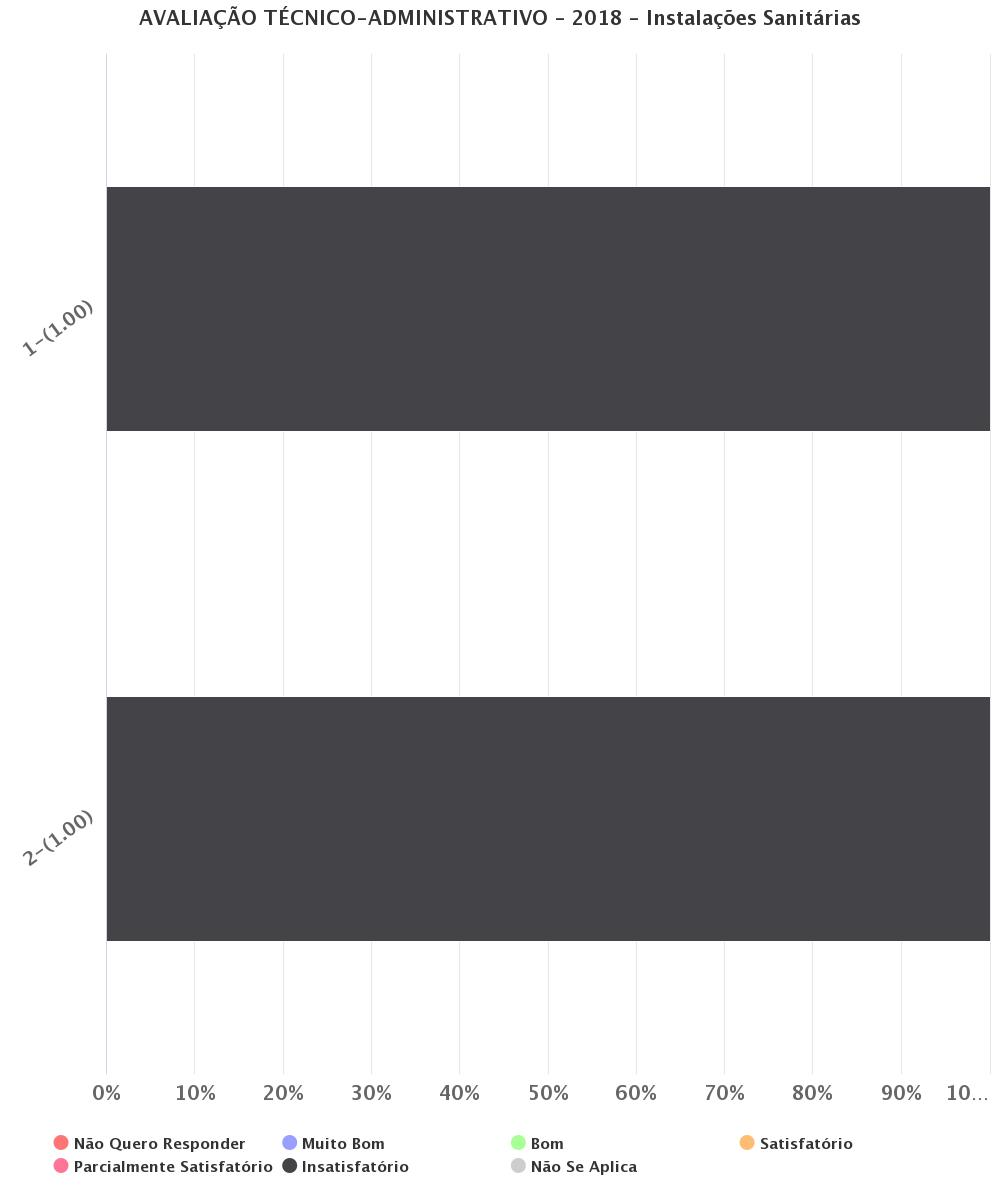 AVALIAÇÃO TÉCNICO-ADMINISTRATIVO - 2018 - Instalações Sanitárias
1-(1.00)
2-(1.00)
0% 10% 20% 30% 40% 50% 60% 70% 80% 90% 10...
Não Quero Responder Muito Bom Bom Satisfatório
Parcialmente Satisfatório Insatisfatório Não Se Aplica